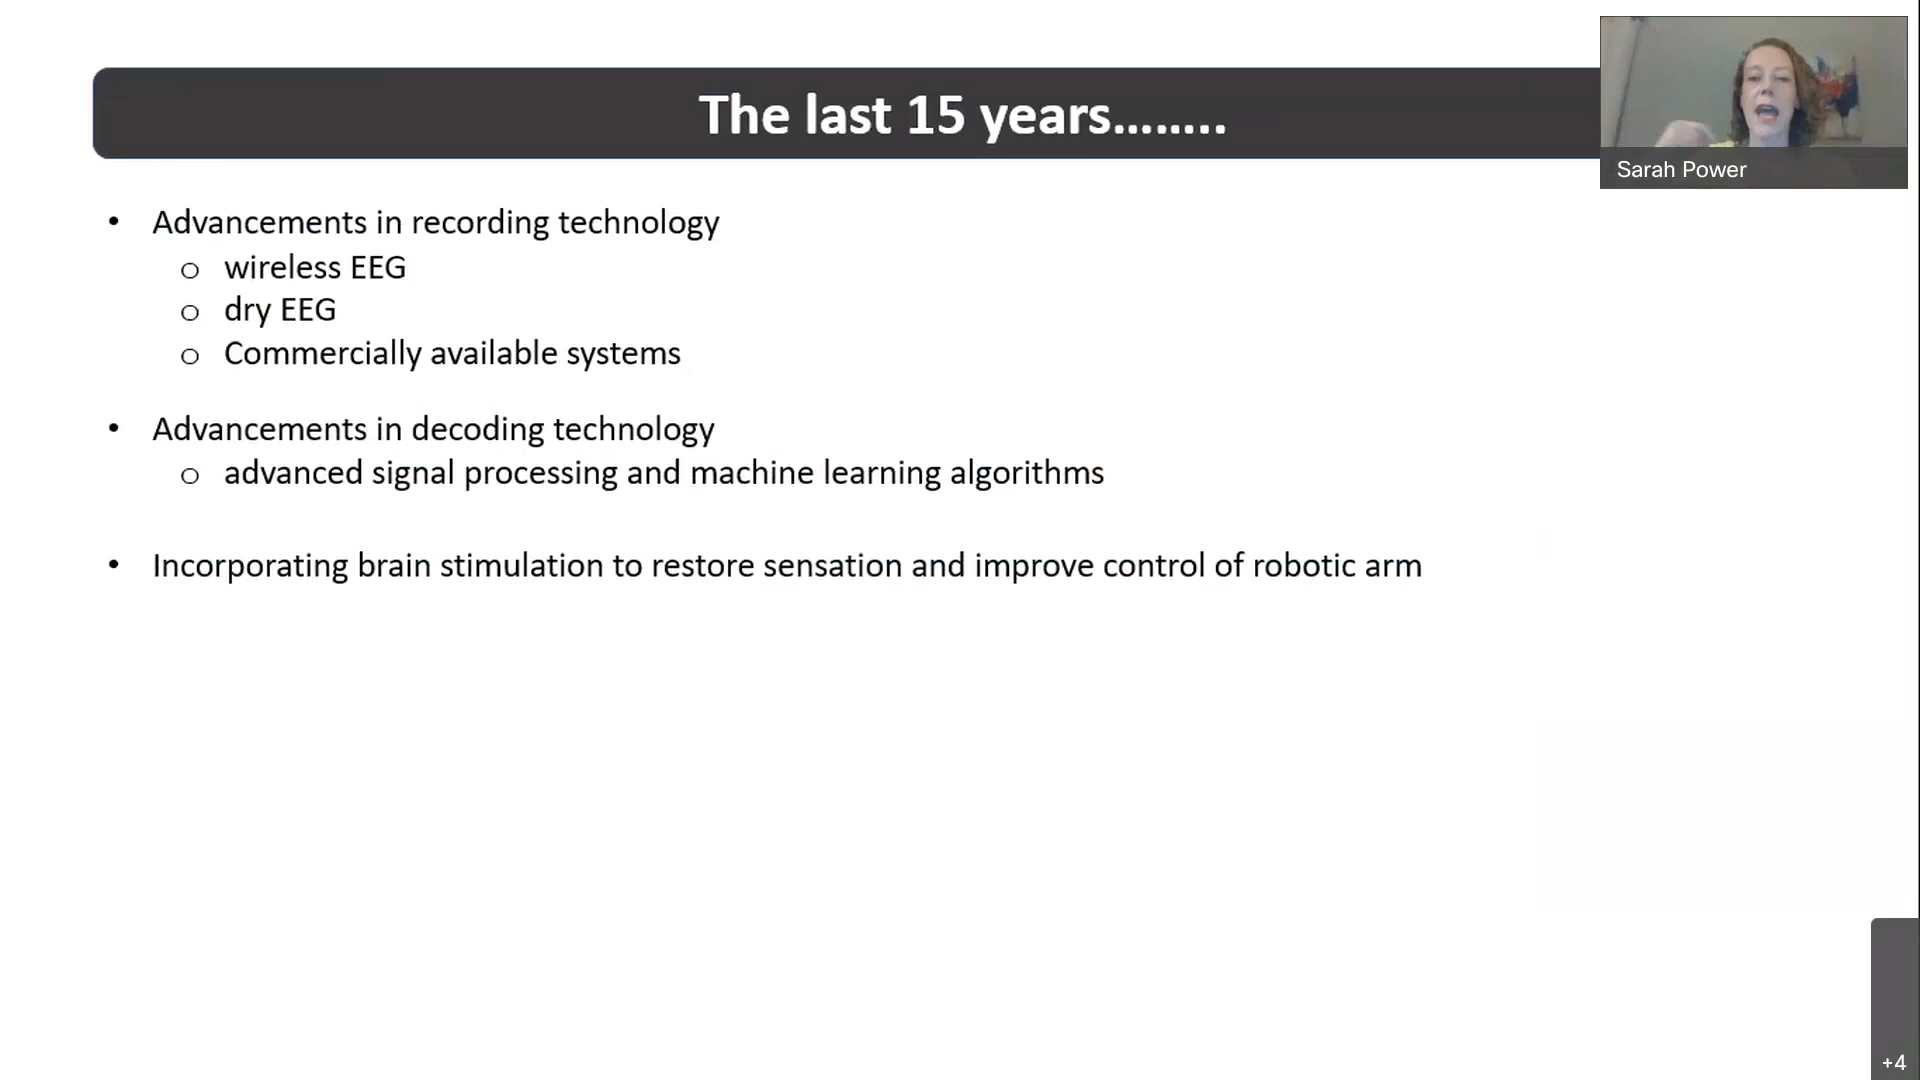 The last 15 years........
Sarah Power
• Advancements in recording technology
o wireless EEG
o dry EEG
o Commercially available systems
• Advancements in decoding technology
o advanced signal processing and machine learning algorithms
• Incorporating brain stimulation to restore sensation and improve control of robotic arm
+4